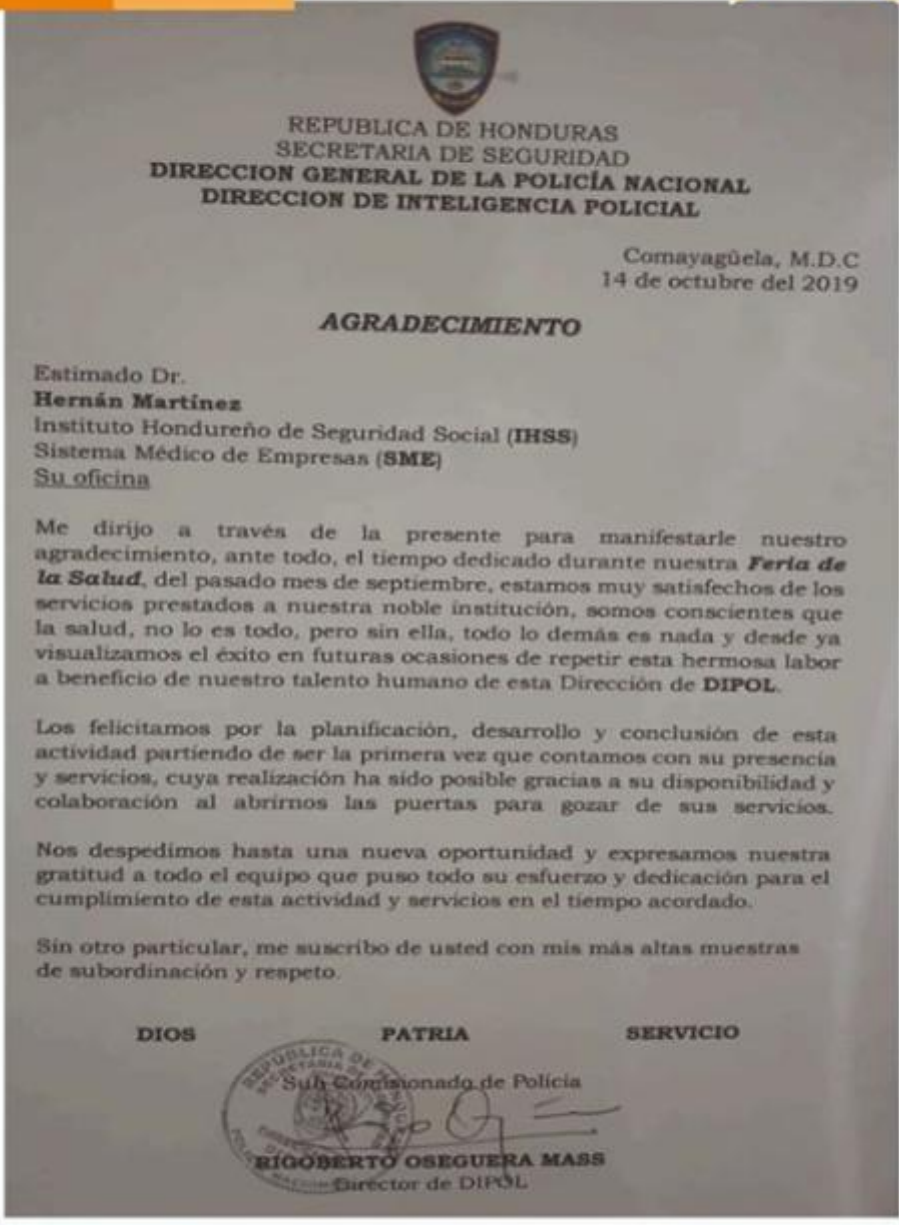 REPUBLICA DE HONDURAS
SECRETARIA DE SEGURIDAD
DIRECCION GENERAL DE LA POLICÍA NACIONAL
DIRECCION DE INTELIGENCIA POLICIAL
Comayagüela, M.D.C
14 de octubre del 2019
AGRADECIMIENTO
Estimado Dr.
Hernán Martínez
Instituto Hondureño de Seguridad Social (IHSS)
Sistema Médico de Empresas (SME)
Su oficina
Me dirijo a través de la presente para manifestarle nuestro
agradecimiento, ante todo, el tiempo dedicado durante nuestra Feria de
la Salud, del pasado mes de septiembre, estamos muy satisfechos de los
servicios prestados a nuestra noble institución, somos conscientes que
la salud, no lo es todo, pero sin ella, todo lo demás es nada y desde ya
visualizamos el éxito en futuras ocasiones de repetir esta hermosa labor
a beneficio de nuestro talento humano de esta Dirección de DIPOL.
Los felicitamos por la planificación, desarrollo y conclusión de esta
actividad partiendo de ser la primera vez que contamos con su presencia
y servicios, cuya realización ha sido posible gracias a su disponibilidad y
colaboración al abrirnos las puertas para gozar de sus servicios.
Nos despedimos hasta una nueva oportunidad y expresamos nuestra
gratitud a todo el equipo que puso todo su esfuerzo y dedicación para el
cumplimiento de esta actividad y servicios en el tiempo acordado.
Sin otro particular, me suscribo de usted con mis más altas muestras
de subordinación y respeto.
DIOS PATRIA SERVICIO
REPÚBLICA DE HONDURAS
SECRETARIA DE
Sub Comisionado de Policía
RIGOBERTO OSEGUERA MASS
Director de DIPOL